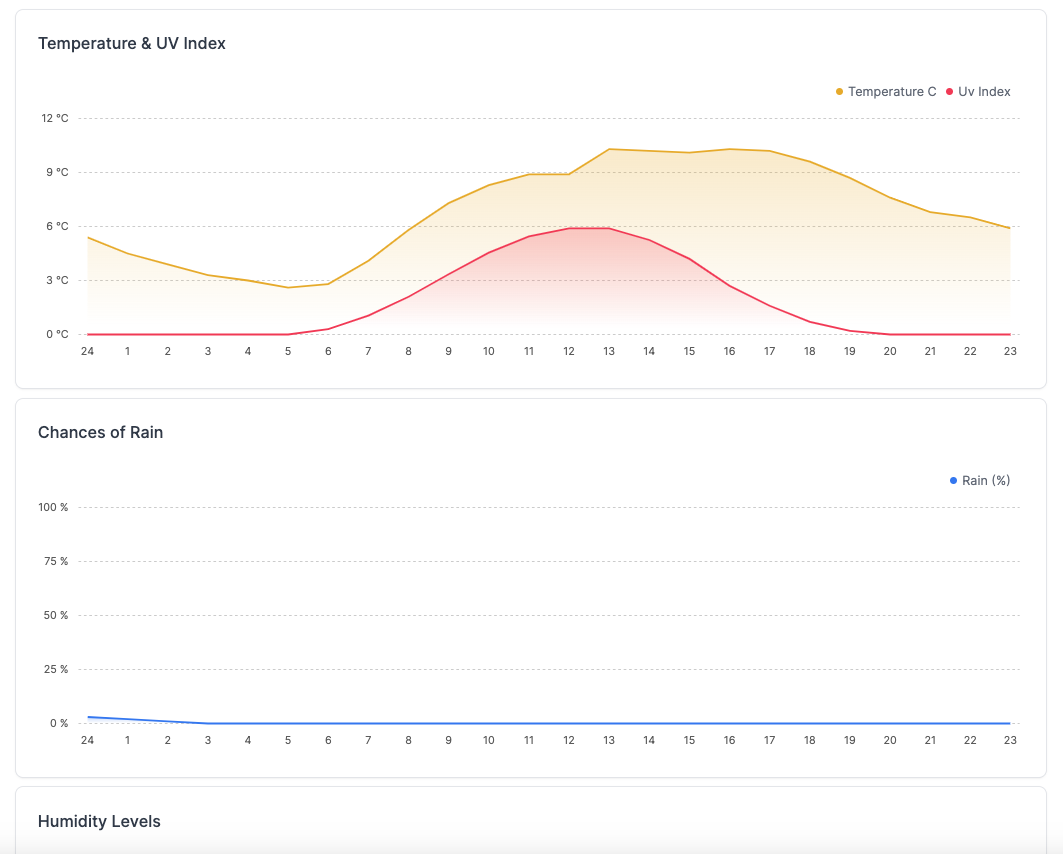 Temperature & UV Index
Temperature C Uv Index
12 °C
9 °C
6 °C
3 °C
0 °C
24 1 2 3 4 5 6 7 8 9 10 11 12 13 14 15 16 17 18 19 20 21 22 23
Chances of Rain
Rain (%)
100 %
75 %
50 %
25 %
0 %
24 1 2 3 4 5 6 7 8 9 10 11 12 13 14 15 16 17 18 19 20 21 22 23
Humidity Levels